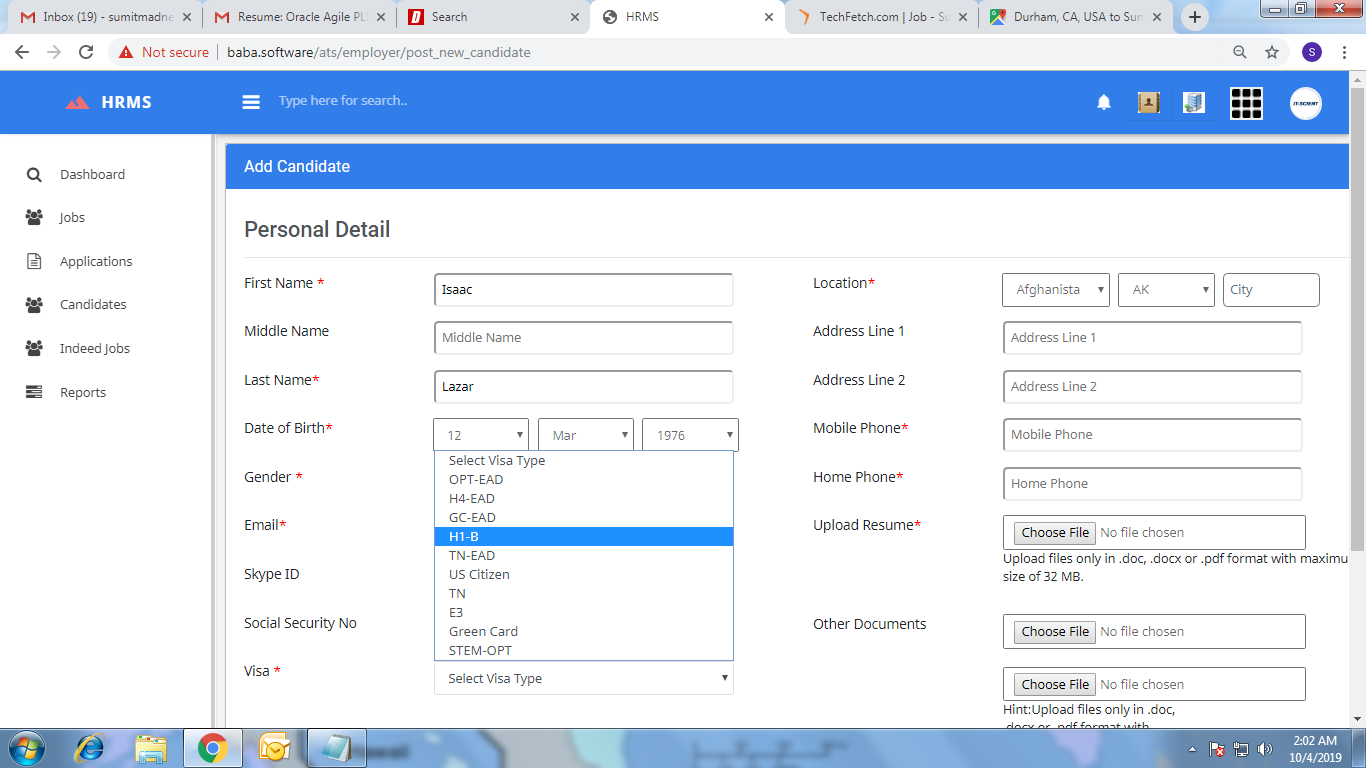 Inbox (19) - sumitmadne
Resume: Oracle Agile PL
Search
HRMS
TechFetch.com | Job - Su
Durham, CA, USA to Sun
Not secure
baba.software/ats/employer/post_new_candidate
S
HRMS
Type here for search..
IT-SCIENT
Dashboard
Jobs
Applications
Candidates
Indeed Jobs
Reports
Add Candidate
Personal Detail
First Name *
Isaac
Middle Name
Middle Name
Last Name*
Lazar
Date of Birth*
12
Mar
1976
Gender *
Email*
Skype ID
Social Security No
Visa *
Select Visa Type
OPT-EAD
H4-EAD
GC-EAD
H1-B
TN-EAD
US Citizen
TN
E3
Green Card
STEM-OPT
Select Visa Type
Location*
Afghanista
AK
City
Address Line 1
Address Line 1
Address Line 2
Address Line 2
Mobile Phone*
Mobile Phone
Home Phone*
Home Phone
Upload Resume*
Choose File No file chosen
Upload files only in .doc, .docx or .pdf format with maximu
size of 32 MB.
Other Documents
Choose File No file chosen
Choose File No file chosen
Hint:Upload files only in .doc,
.docx or .pdf format with
2:02 AM
10/4/2019